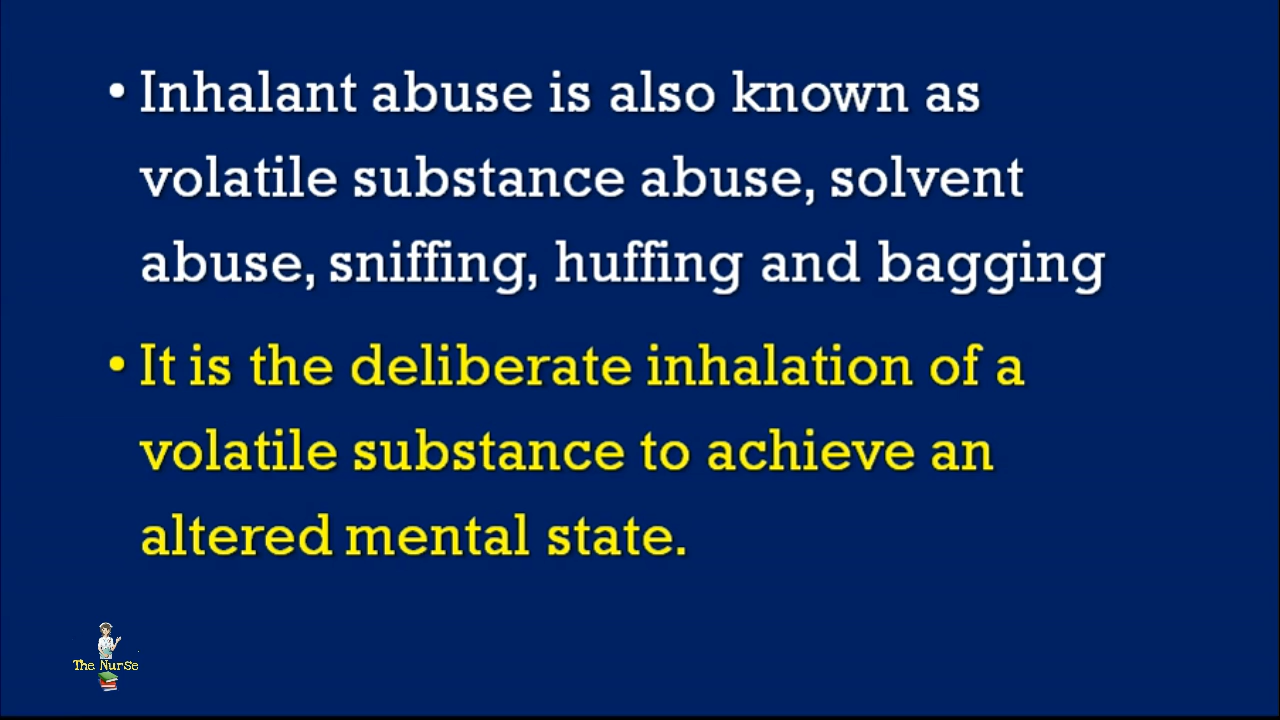 • Inhalant abuse is also known as
volatile substance abuse, solvent
abuse, sniffing, huffing and bagging
• It is the deliberate inhalation of a
volatile substance to achieve an
altered mental state.
The Nurse